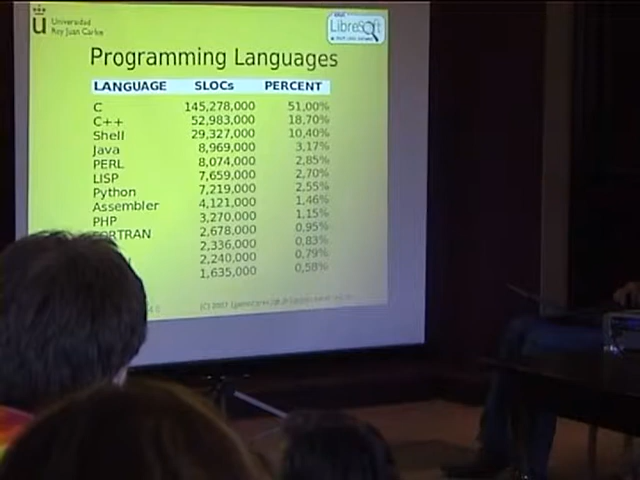 Universidad
Rey Juan Carlos
LibreSoft
Programming Languages
LANGUAGE SLOCs PERCENT
C 145,278,000 51,00%
C++ 52,983,000 18,70%
Shell 29,327,000 10,40%
Java 8,969,000 3,17%
PERL 8,074,000 2,85%
LISP 7,659,000 2,70%
Python 7,219,000 2,55%
Assembler 4,121,000 1,46%
PHP 3,270,000 1,15%
FORTRAN 2,678,000 0,95%
2,336,000 0,83%
2,240,000 0,79%
1,635,000 0,58%
(C) 2007